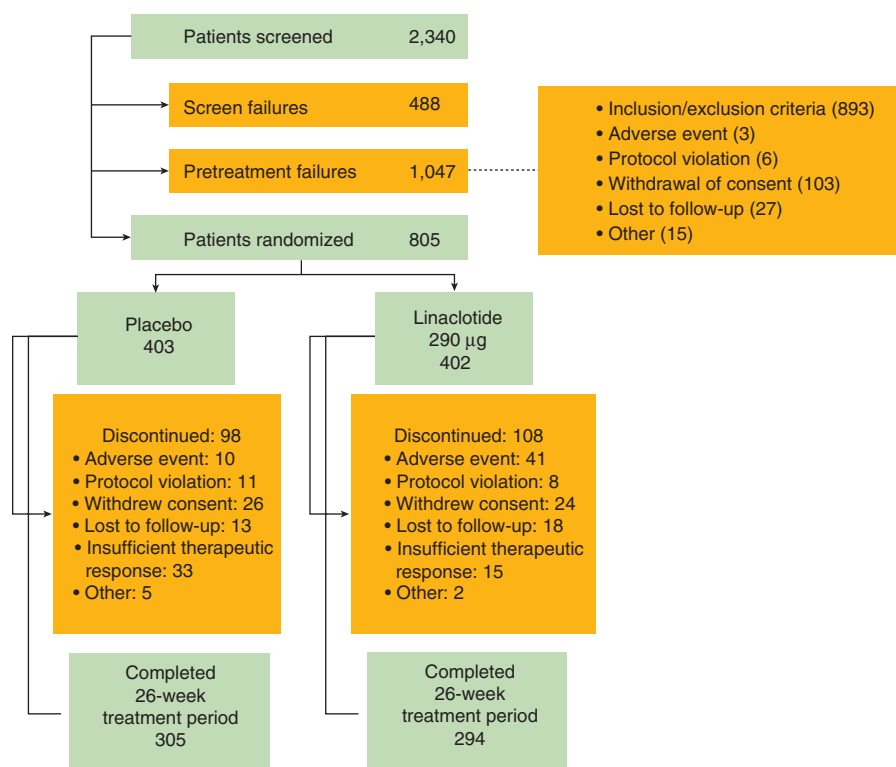 Patients screened 2,340
Screen failures 488
Pretreatment failures 1,047
• Inclusion/exclusion criteria (893)
• Adverse event (3)
• Protocol violation (6)
• Withdrawal of consent (103)
• Lost to follow-up (27)
• Other (15)
Patients randomized 805
Placebo
403
Linaclotide
290 μg
402
Discontinued: 98
• Adverse event: 10
• Protocol violation: 11
• Withdrew consent: 26
• Lost to follow-up: 13
• Insufficient therapeutic
response: 33
• Other: 5
Discontinued: 108
• Adverse event: 41
• Protocol violation: 8
• Withdrew consent: 24
• Lost to follow-up: 18
• Insufficient therapeutic
response: 15
• Other: 2
Completed
26-week
treatment period
305
Completed
26-week
treatment period
294